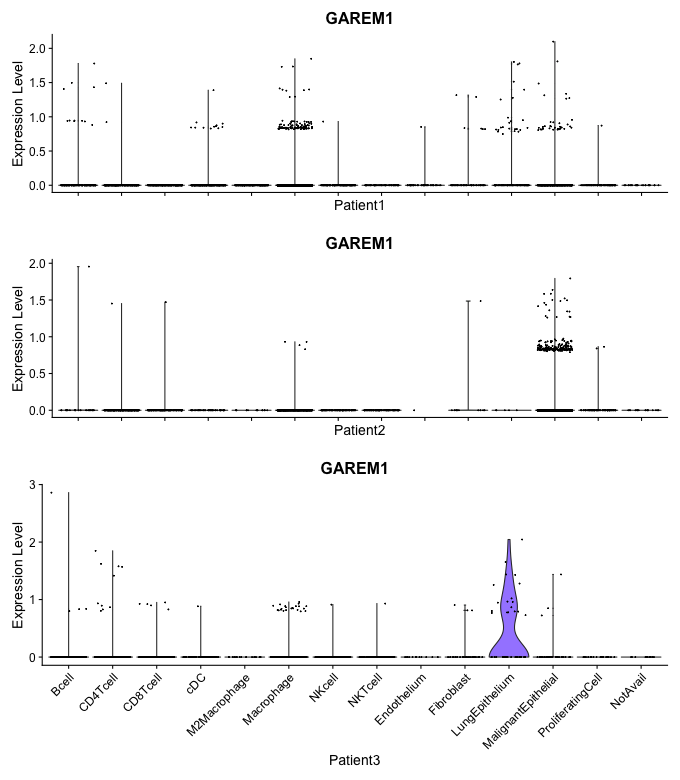 GAREM1
Expression Level
2.0
1.5
1.0
0.5
0.0
Patient1
GAREM1
Expression Level
2.0
1.5
1.0
0.5
0.0
Patient2
GAREM1
Expression Level
3
2
1
0
Bcell
CD4Tcell
CD8Tcell
cDC
M2Macrophage
Macrophage
NKcell
NKTcell
Endothelium
Fibroblast
LungEpithelium
MalignantEpithelial
ProliferatingCell
NotAvail
Patient3